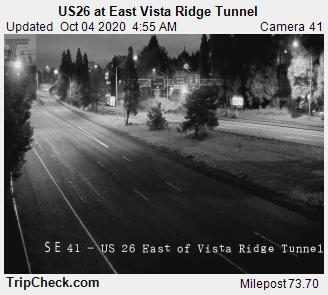 US26 at East Vista Ridge Tunnel
Updated Oct 04 2020 4:55 AM Camera 41
SE 41 - US 26 East of Vista Ridge Tunnel
TripCheck.com Milepost 73.70